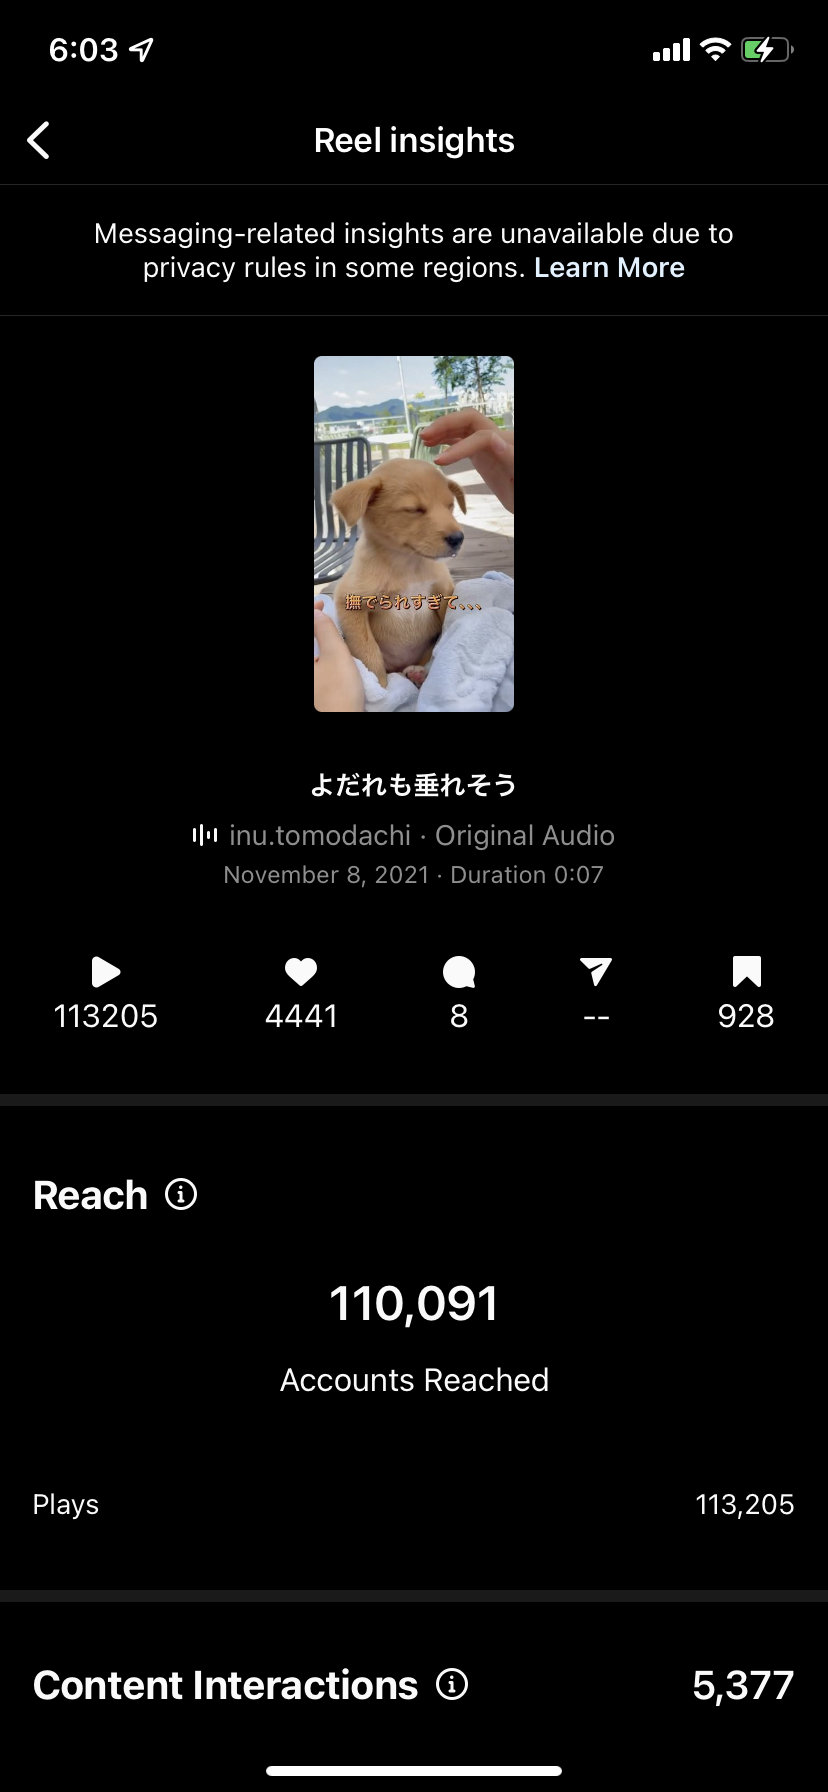 6:03
Reel insights
Messaging-related insights are unavailable due to
privacy rules in some regions. Learn More
撫でられすぎて、、、
よだれも垂れそう
inu.tomodachi · Original Audio
November 8, 2021 · Duration 0:07
113205 4441 8 -- 928
Reach
110,091
Accounts Reached
Plays 113,205
Content Interactions 5,377